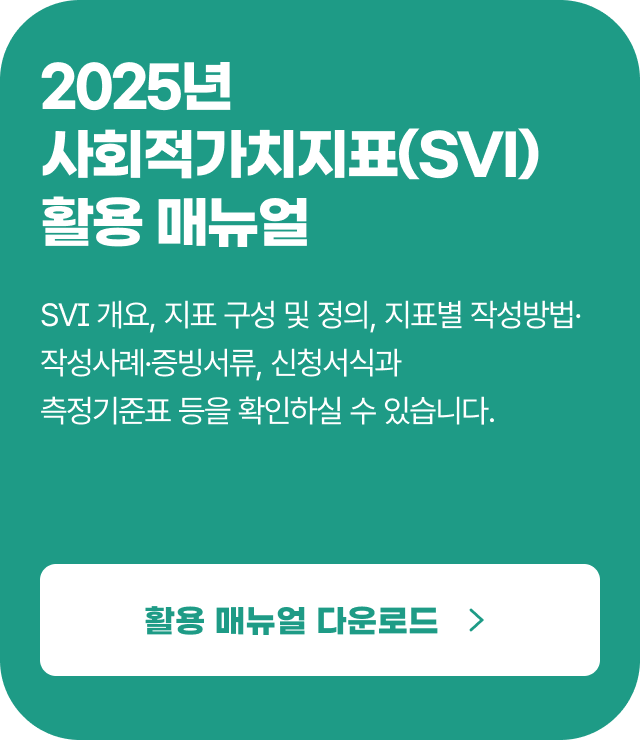 2025년
사회적가치지표(SVI)
활용 매뉴얼
SVI 개요, 지표 구성 및 정의, 지표별 작성방법·
작성사례·증빙서류, 신청서식과
측정기준표 등을 확인하실 수 있습니다.
활용 매뉴얼 다운로드